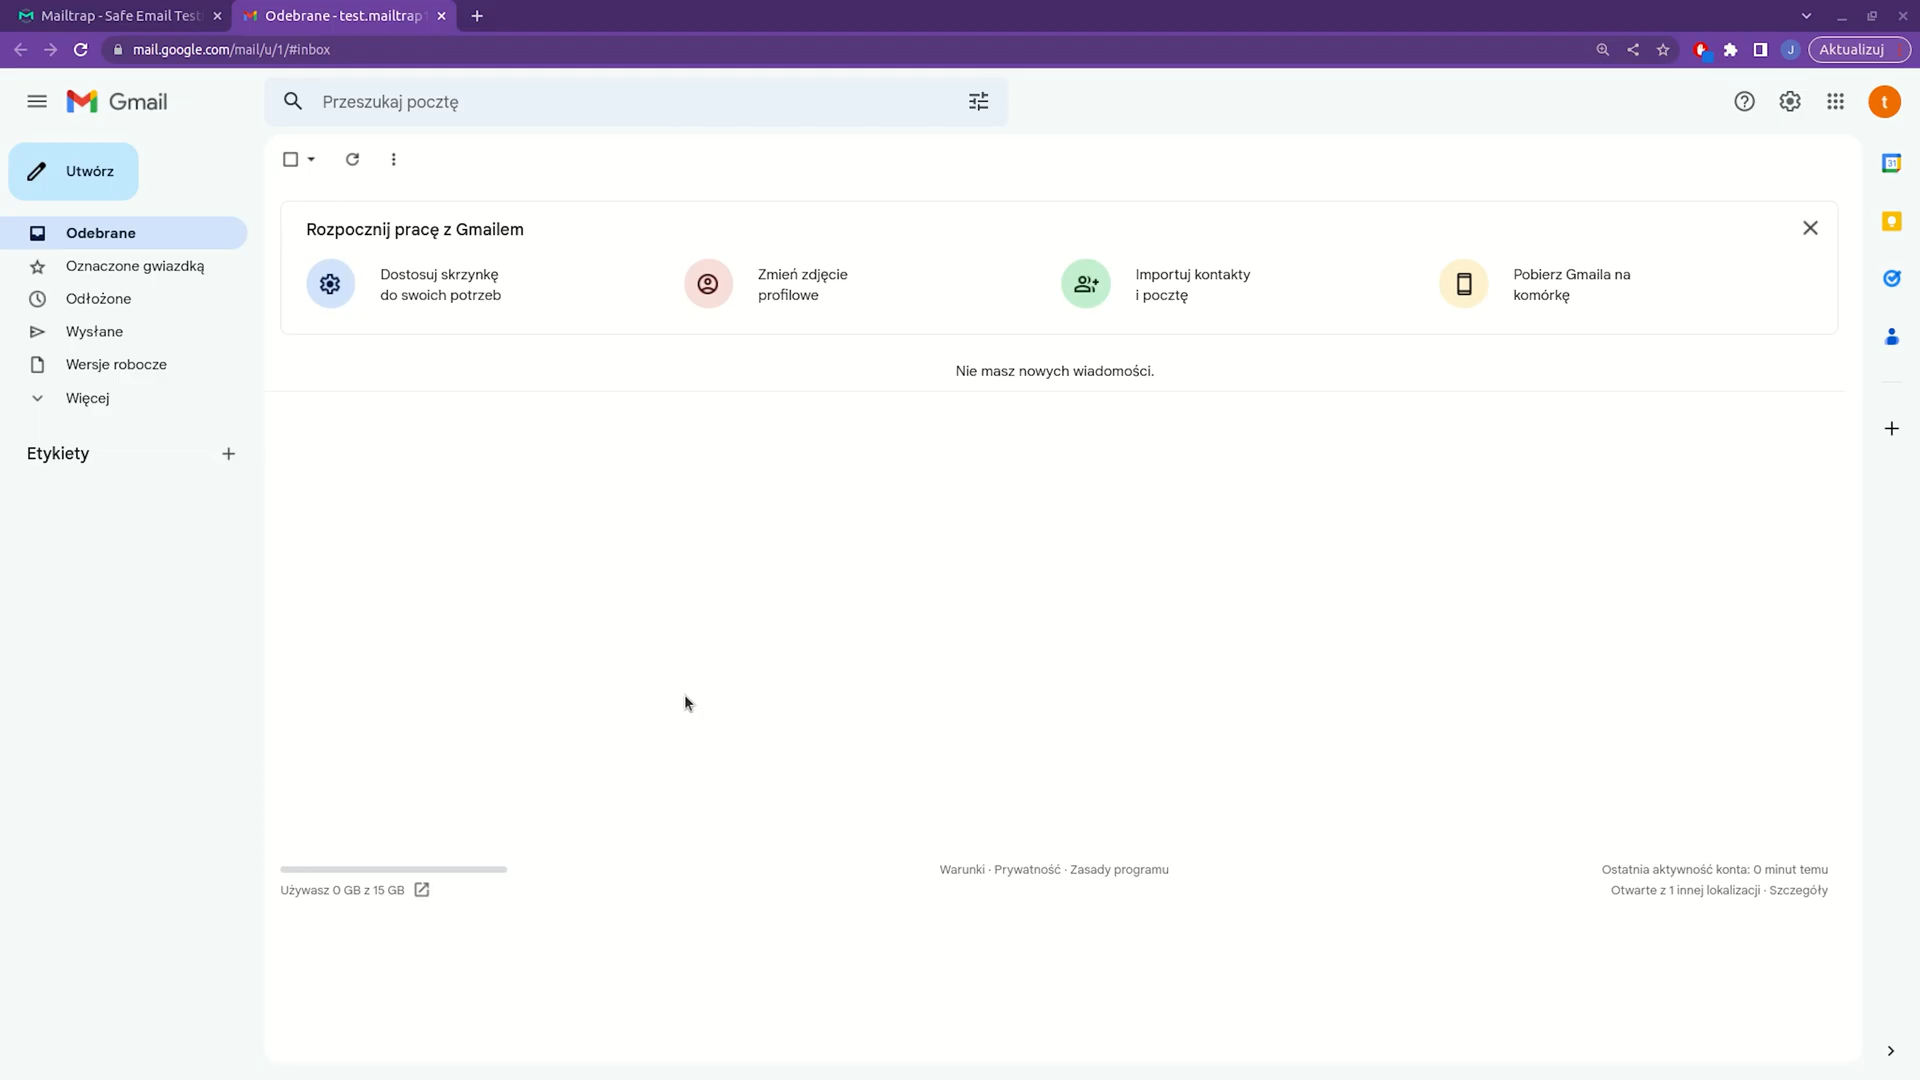 Mailtrap - Safe Email Test
Odebrane - test.mailtrap1
mail.google.com/mail/u/1/#inbox
J
Aktualizuj
Gmail
Przeszukaj pocztę
t
Utwórz
Odebrane
Oznaczone gwiazdką
Odłożone
Wysłane
Wersje robocze
Więcej
Etykiety
Rozpocznij pracę z Gmailem
Dostosuj skrzynkę
do swoich potrzeb
Zmień zdjęcie
profilowe
Importuj kontakty
i pocztę
Pobierz Gmaila na
komórkę
Nie masz nowych wiadomości.
Używasz 0 GB z 15 GB
Warunki · Prywatność · Zasady programu
Ostatnia aktywność konta: 0 minut temu
Otwarte z 1 innej lokalizacji · Szczegóły
31